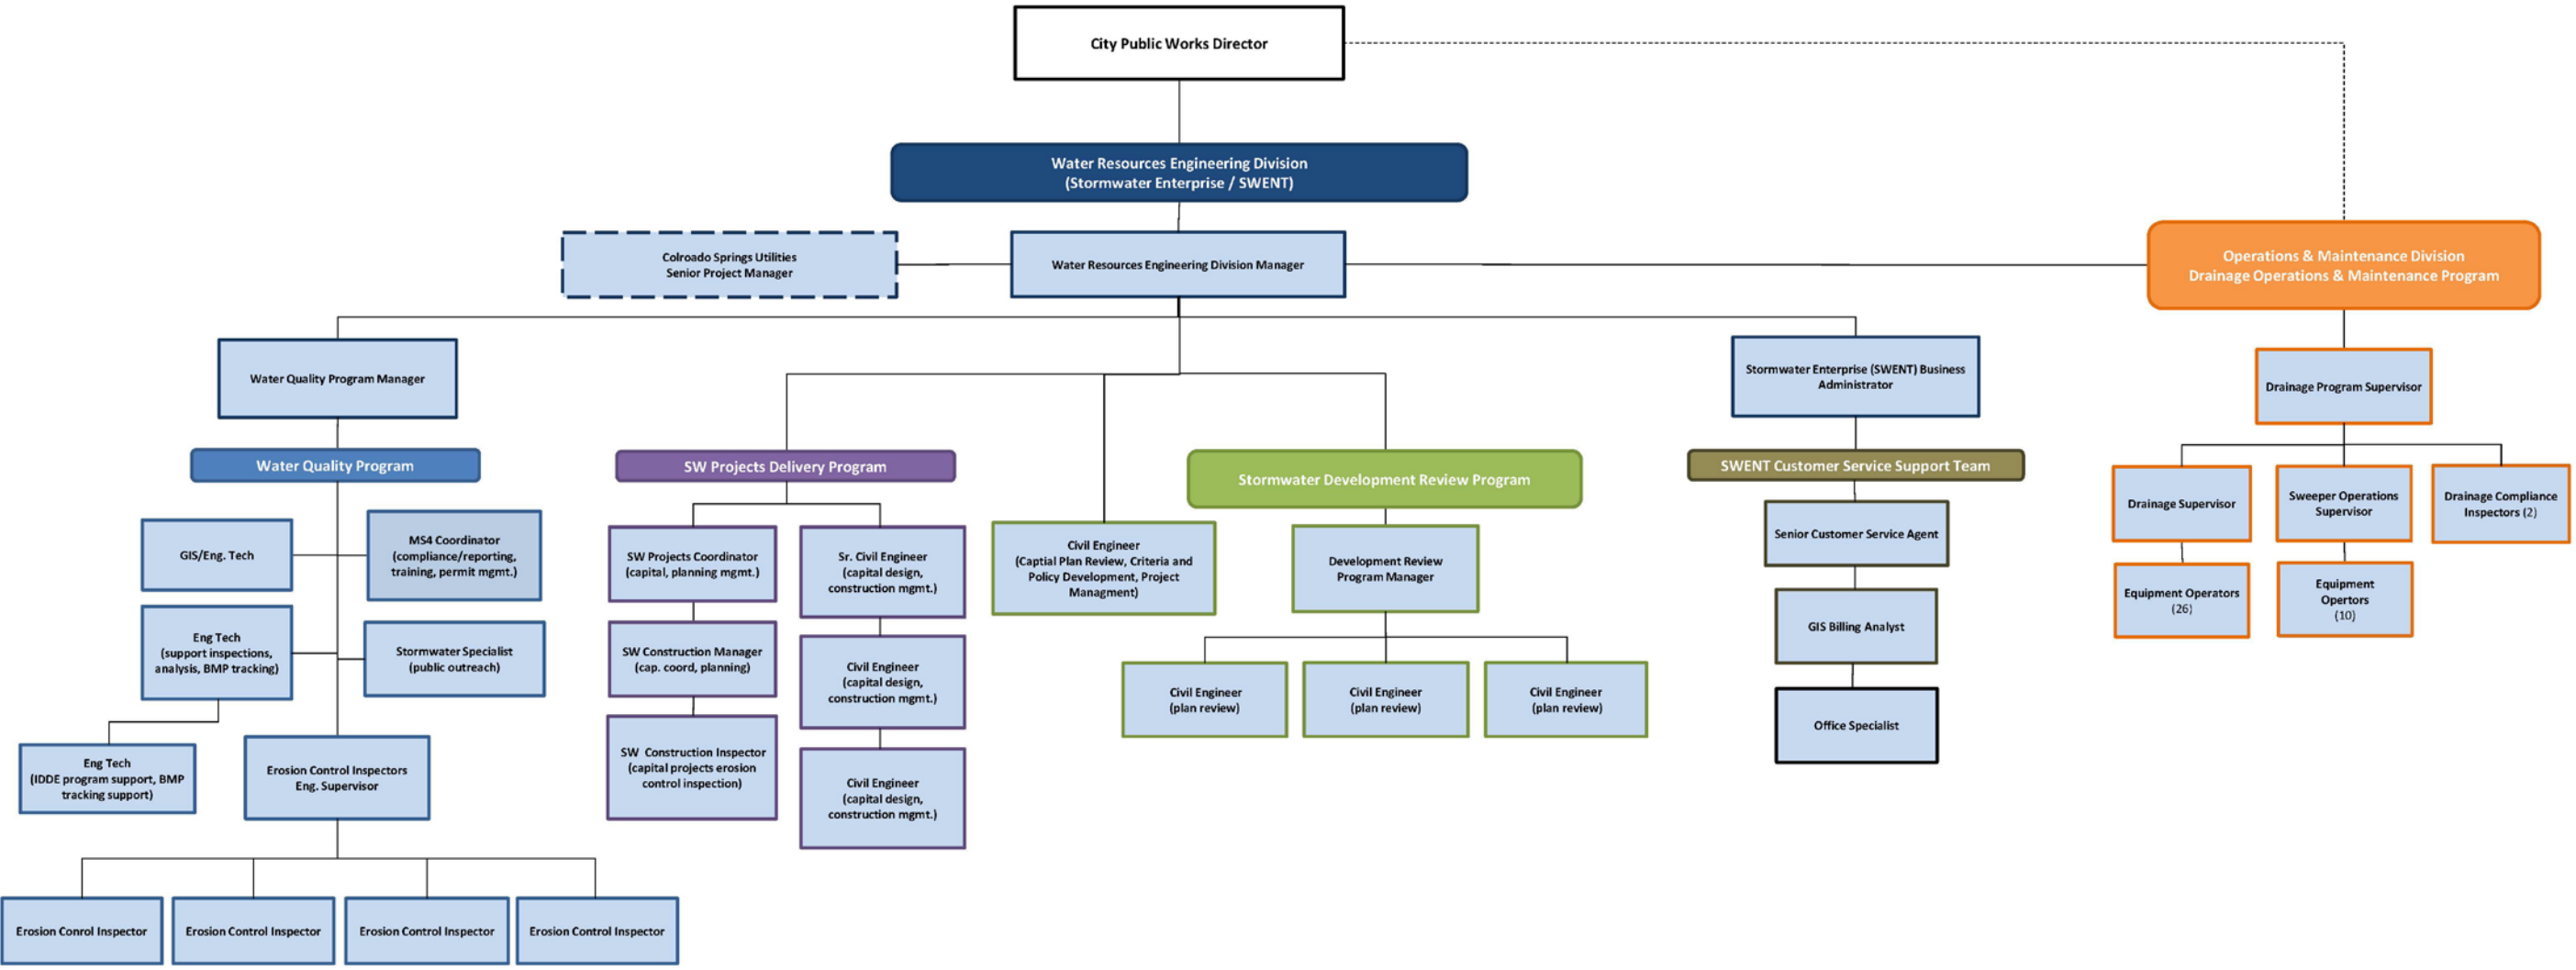 City Public Works Director
Water Resources Engineering Division
(Stormwater Enterprise / SWENT)
Colroado Springs Utilities
Senior Project Manager
Water Resources Engineering Division Manager
Operations & Maintenance Division
Drainage Operations & Maintenance Program
Water Quality Program Manager
Water Quality Program
GIS/Eng. Tech
MS4 Coordinator
(compliance/reporting,
training, permit mgmt.)
Eng Tech
(support inspections,
analysis, BMP tracking)
Stormwater Specialist
(public outreach)
Eng Tech
(IDDE program support, BMP
tracking support)
Erosion Control Inspectors
Eng. Supervisor
Erosion Conrol Inspector
Erosion Control Inspector
Erosion Control Inspector
Erosion Control Inspector
SW Projects Delivery Program
SW Projects Coordinator
(capital, planning mgmt.)
SW Construction Manager
(cap. coord, planning)
SW  Construction Inspector
(capital projects erosion
control inspection)
Sr. Civil Engineer
(capital design,
construction mgmt.)
Civil Engineer
(capital design,
construction mgmt.)
Civil Engineer
(capital design,
construction mgmt.)
Civil Engineer
(Captial Plan Review, Criteria and
Policy Development, Project
Managment)
Stormwater Development Review Program
Development Review
Program Manager
Civil Engineer
(plan review)
Civil Engineer
(plan review)
Civil Engineer
(plan review)
Stormwater Enterprise (SWENT) Business
Administrator
SWENT Customer Service Support Team
Senior Customer Service Agent
GIS Billing Analyst
Office Specialist
Drainage Program Supervisor
Drainage Supervisor
Equipment Operators
(26)
Sweeper Operations
Supervisor
Equipment
Opertors
(10)
Drainage Compliance
Inspectors (2)